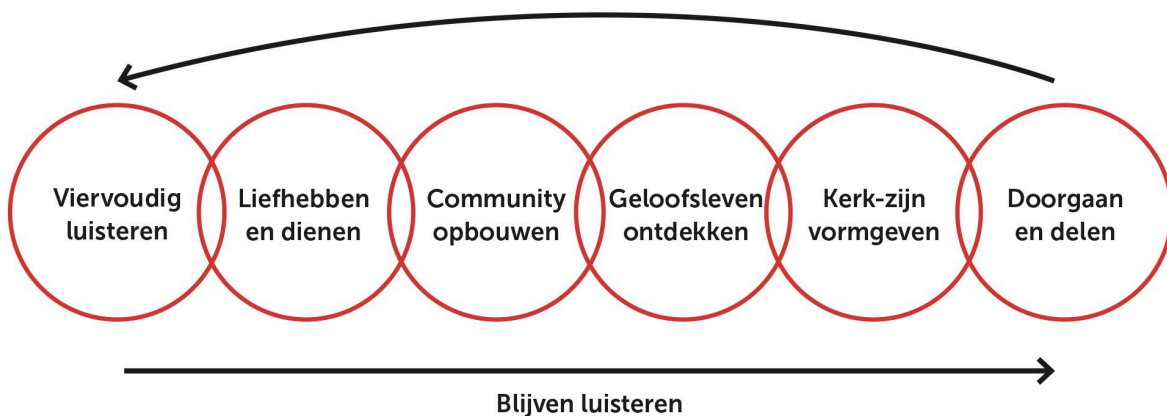 Viervoudig
luisteren
Liefhebben
en dienen
Community
opbouwen
Geloofsleven
ontdekken
Kerk-zijn
vormgeven
Doorgaan
en delen
Blijven luisteren